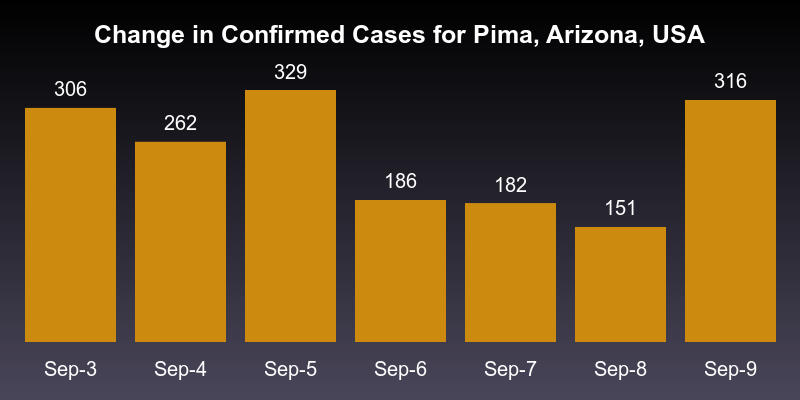 Change in Confirmed Cases for Pima, Arizona, USA
306
262
329
186
182
151
316
Sep-3
Sep-4
Sep-5
Sep-6
Sep-7
Sep-8
Sep-9